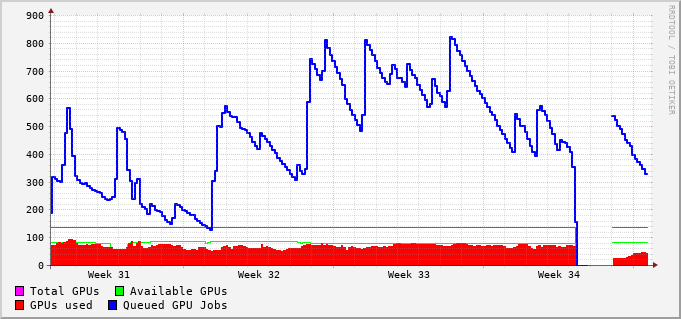 900
800
700
600
500
400
300
200
100
0
Week 31 Week 32 Week 33 Week 34
Total GPUs Available GPUs
GPUs used Queued GPU Jobs
RRDTOOL / TOBI OETIKER